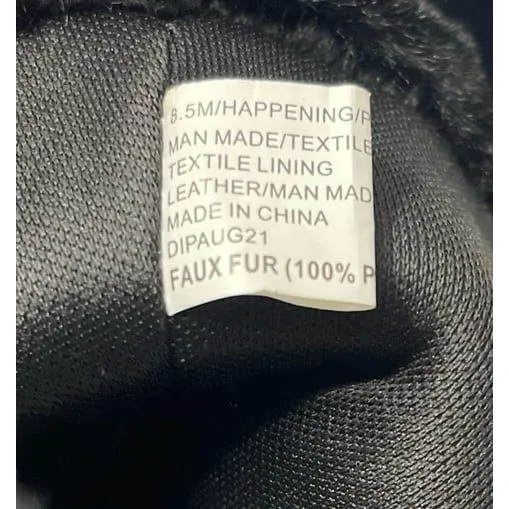 8.5M/HAPPENING/P
MAN MADE/TEXTILE
TEXTILE LINING
LEATHER/MAN MAD
MADE IN CHINA
DIPAUG21
FAUX FUR (100% P